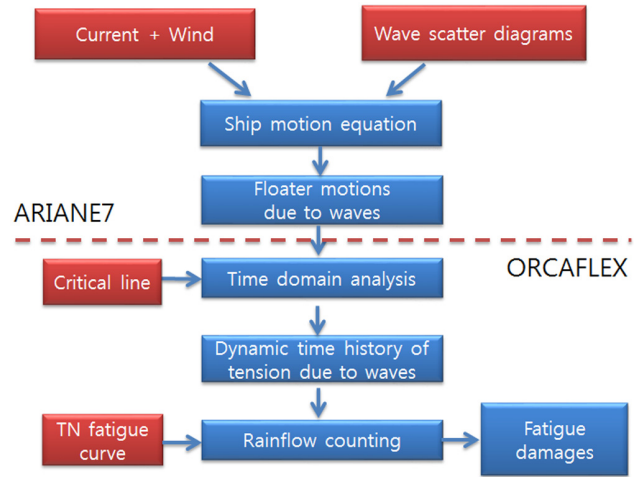 Current + Wind
Wave scatter diagrams
Ship motion equation
Floater motions
due to waves
ARIANE7
ORCAFLEX
Critical line
Time domain analysis
Dynamic time history of
tension due to waves
TN fatigue
curve
Rainflow counting
Fatigue
damages